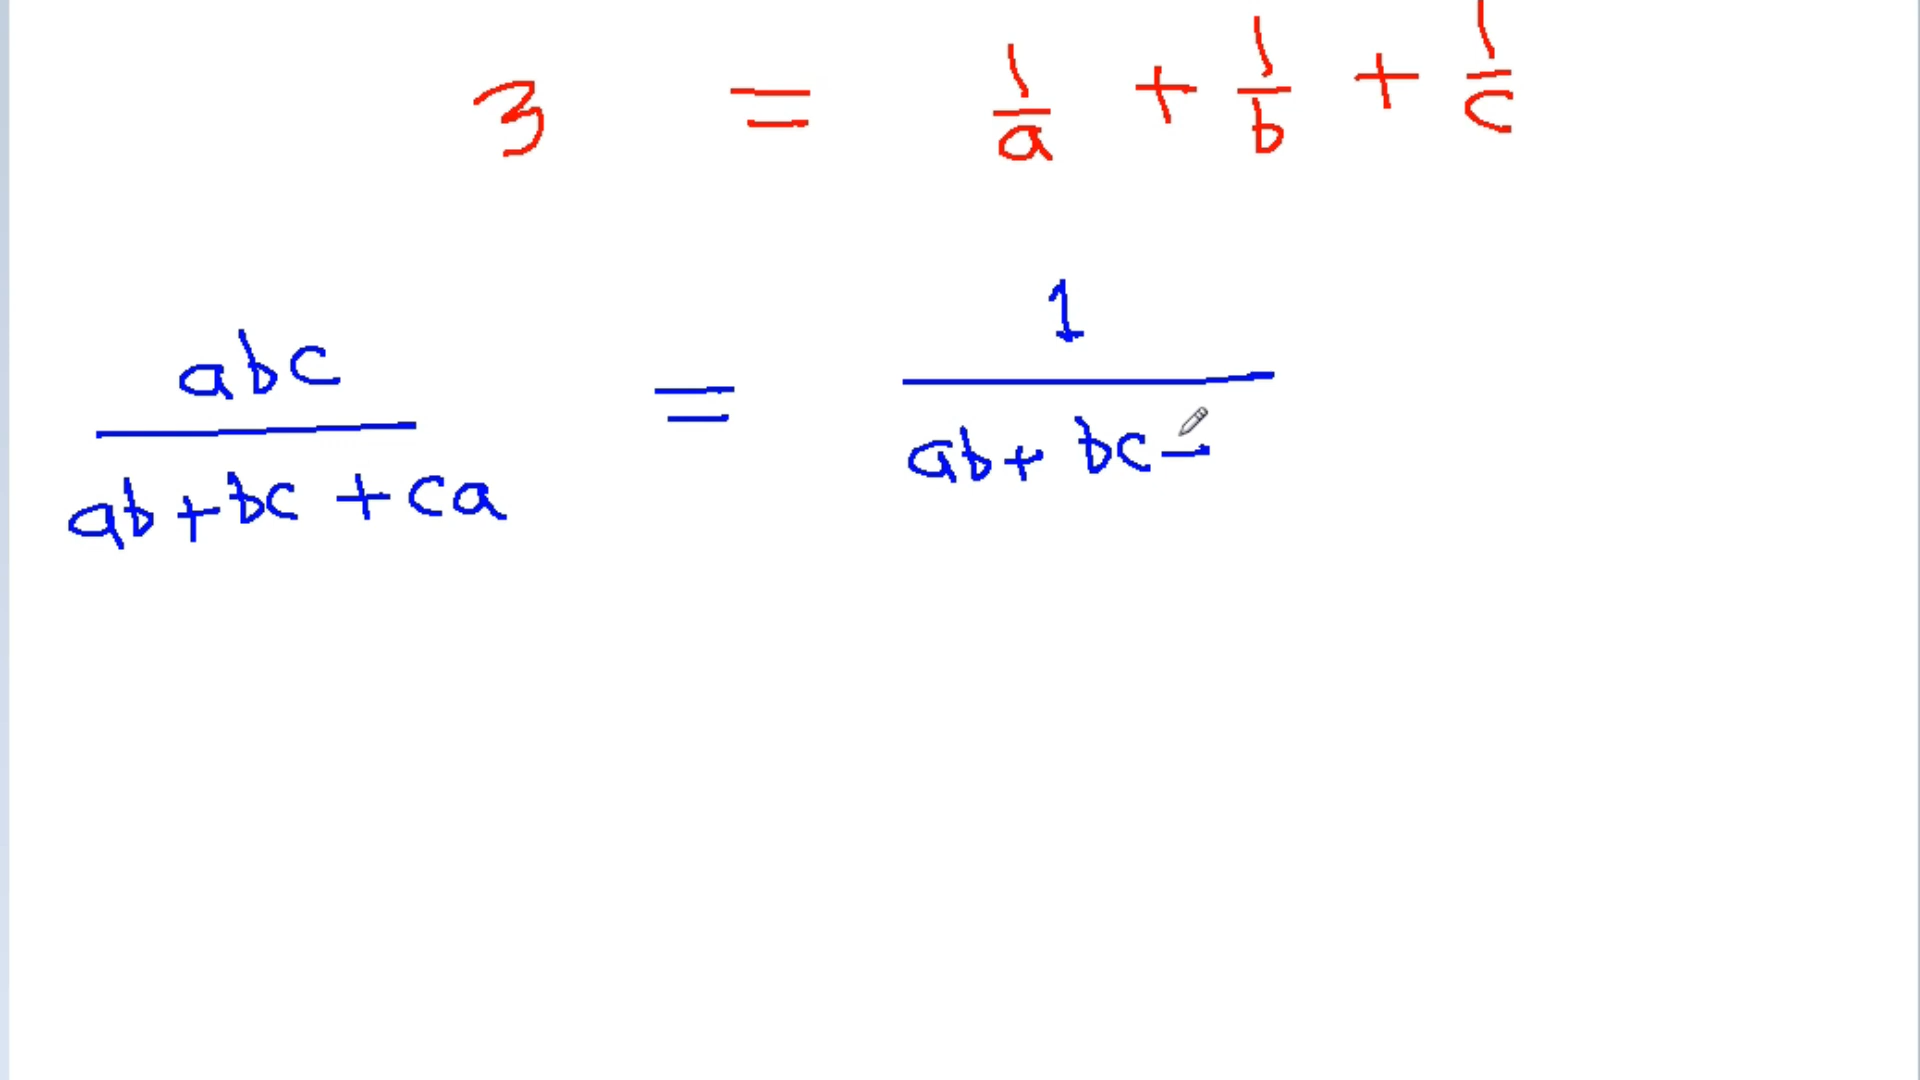 3 = 1/a + 1/b + 1/c
abc/ab+bc+ca = 1/ab+bc-